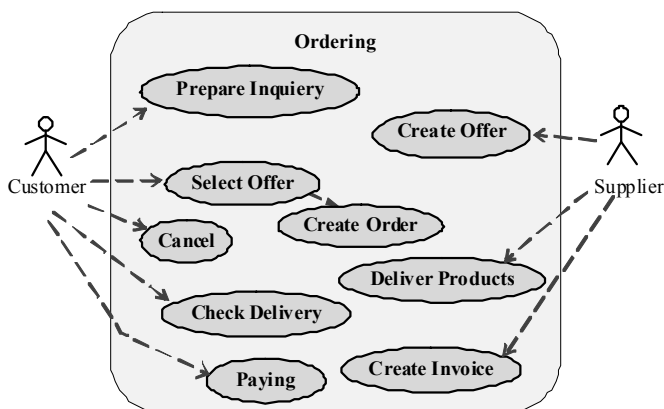 Ordering
Prepare Inquiery
Create Offer
Customer
Supplier
Select Offer
Create Order
Cancel
Deliver Products
Check Delivery
Create Invoice
Paying